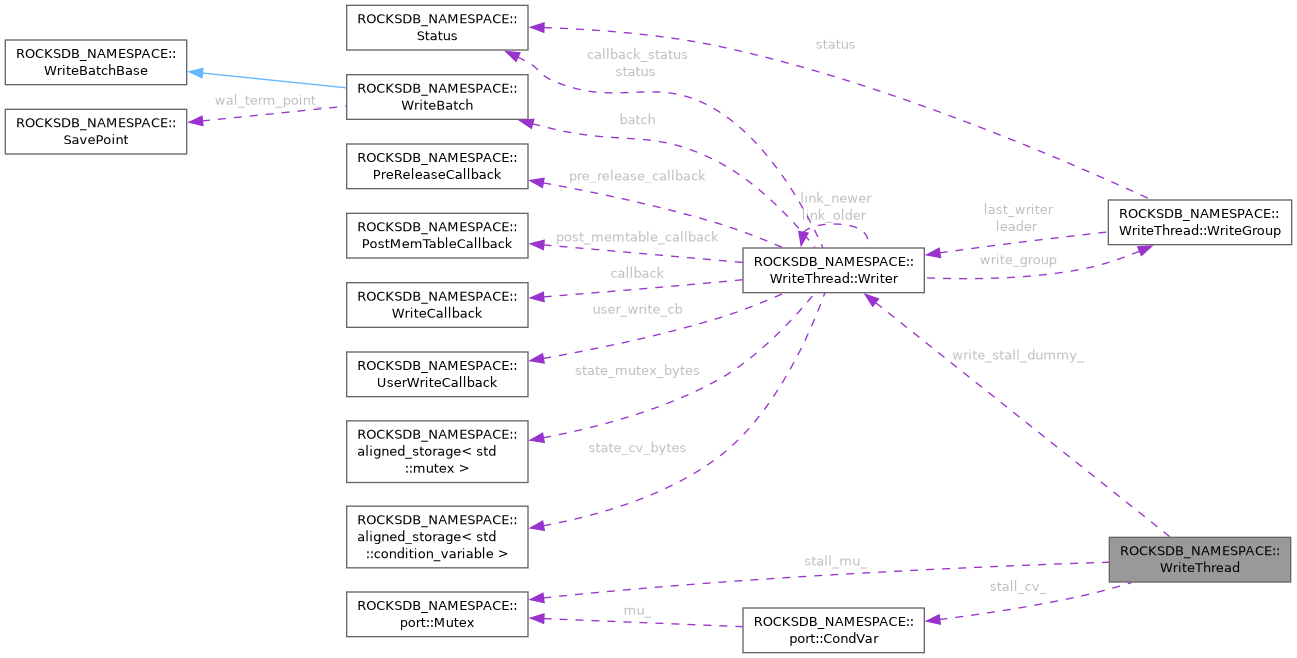 ROCKSDB_NAMESPACE::
Status
status
ROCKSDB_NAMESPACE::
WriteBatchBase
callback_status
status
ROCKSDB_NAMESPACE::
WriteBatch
wal_term_point_
batch
ROCKSDB_NAMESPACE::
SavePoint
ROCKSDB_NAMESPACE::
PreReleaseCallback
pre_release_callback
link_newer
link_older
last_writer
leader
ROCKSDB_NAMESPACE::
WriteThread::WriteGroup
ROCKSDB_NAMESPACE::
PostMemTableCallback
post_memtable_callback
ROCKSDB_NAMESPACE::
WriteThread::Writer
write_group
callback
ROCKSDB_NAMESPACE::
WriteCallback
user_write_cb
ROCKSDB_NAMESPACE::
UserWriteCallback
state_mutex_bytes
write_stall_dummy_
ROCKSDB_NAMESPACE::
aligned_storage< std
::mutex >
state_cv_bytes
ROCKSDB_NAMESPACE::
aligned_storage< std
::condition_variable >
stall_mu_
ROCKSDB_NAMESPACE::
WriteThread
stall_cv_
ROCKSDB_NAMESPACE::
port::Mutex
mu_
ROCKSDB_NAMESPACE::
port::CondVar